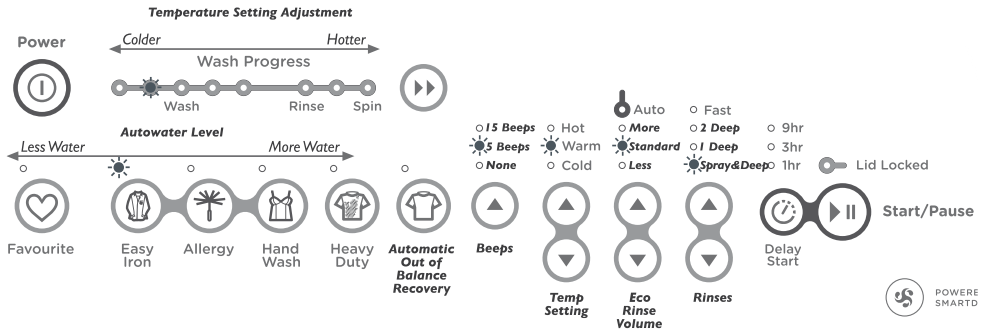 Temperature Setting Adjustment
Colder Hotter
Power
Wash Progress
Wash Rinse Spin
Autowater Level
Less Water More Water
15 Beeps
5 Beeps
None
Hot
Warm
Cold
Auto
More
Standard
Less
Fast
2 Deep
1 Deep
Spray&Deep
9hr
3hr
1hr
Lid Locked
Favourite
Easy
Iron
Allergy
Hand
Wash
Heavy
Duty
Automatic
Out of
Balance
Recovery
Beeps
Temp
Setting
Eco
Rinse
Volume
Rinses
Delay
Start
Start/Pause
POWERE
SMARTD